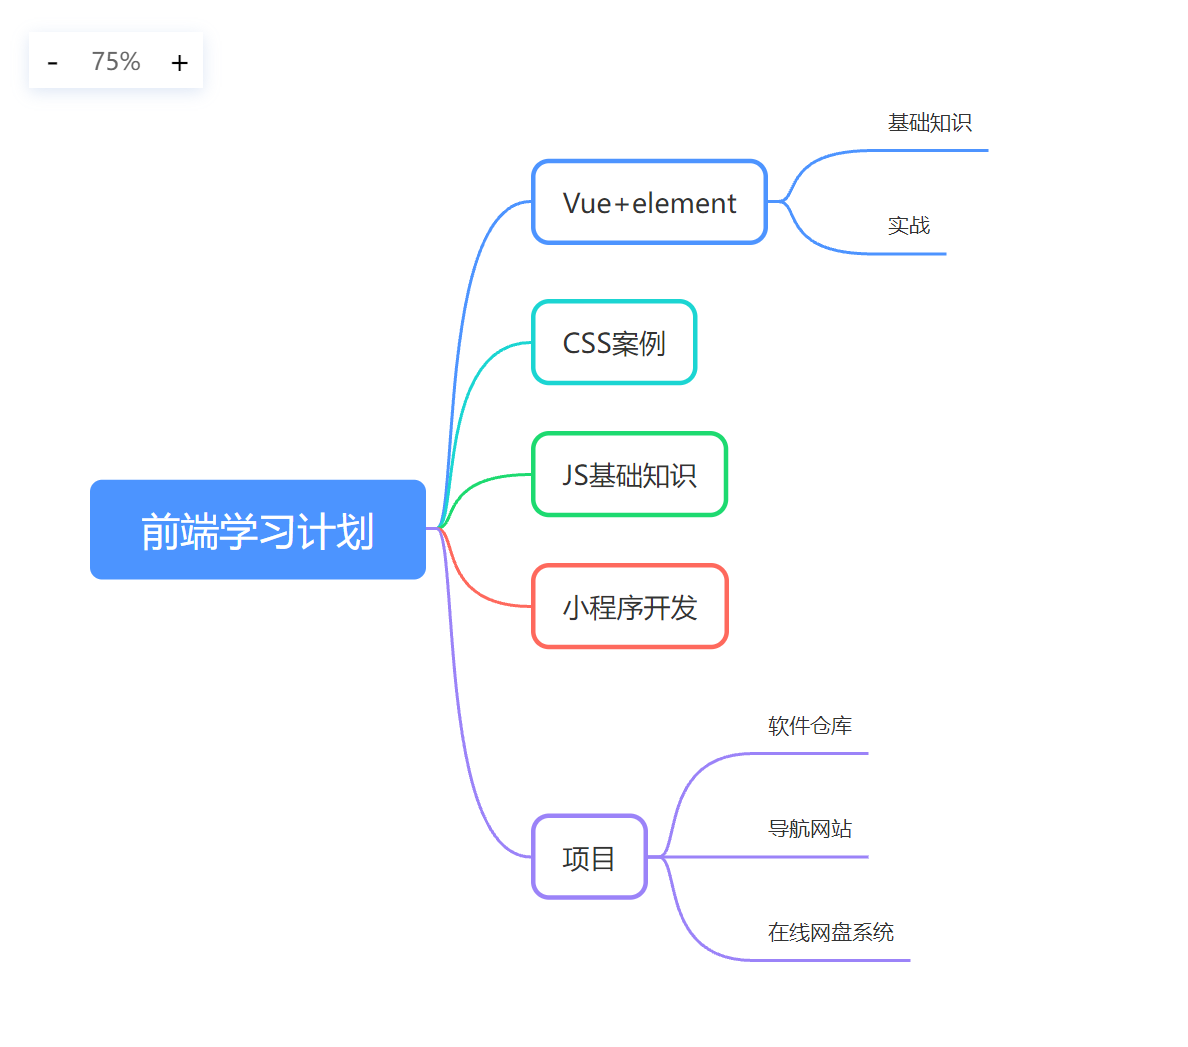 - 75% +
基础知识
Vue+element
实战
CSS案例
JS基础知识
前端学习计划
小程序开发
软件仓库
导航网站
项目
在线网盘系统